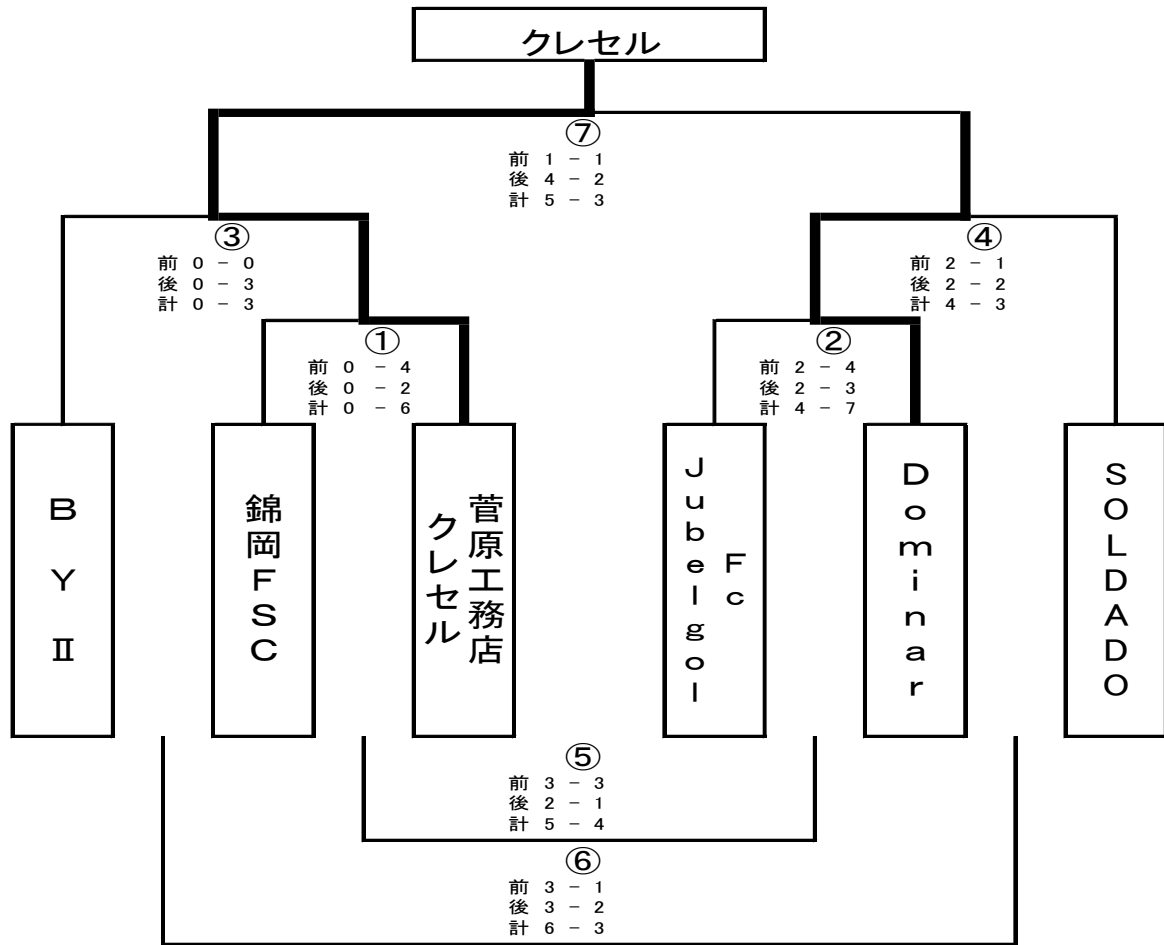 クレセル
⑦
前 1 - 1
後 4 - 2
計 5 - 3
③
前 0 - 0
後 0 - 3
計 0 - 3
④
前 2 - 1
後 2 - 2
計 4 - 3
①
前 0 - 4
後 0 - 2
計 0 - 6
②
前 2 - 4
後 2 - 3
計 4 - 7
BYⅡ
錦岡FSC
菅原工務店
クレセル
Jubelgol
Fc
Dominar
SOLDADO
⑤
前 3 - 3
後 2 - 1
計 5 - 4
⑥
前 3 - 1
後 3 - 2
計 6 - 3